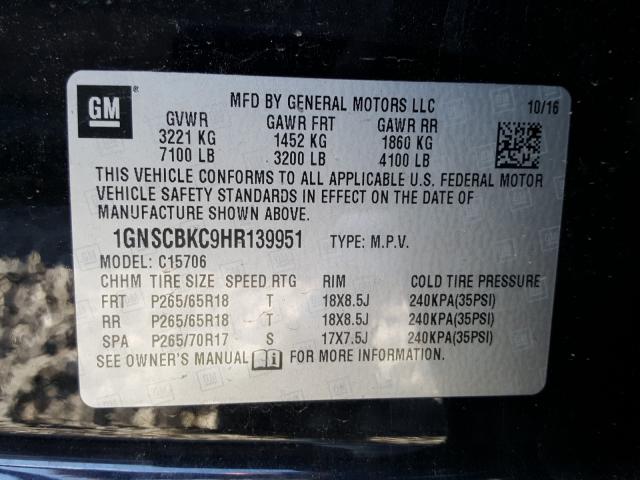 GM
MFD BY GENERAL MOTORS LLC 10/16
GVWR GAWR FRT GAWR RR
3221 KG 1452 KG 1860 KG
7100 LB 3200 LB 4100 LB
THIS VEHICLE CONFORMS TO ALL APPLICABLE U.S. FEDERAL MOTOR
VEHICLE SAFETY STANDARDS IN EFFECT ON THE DATE OF
MANUFACTURE SHOWN ABOVE.
1GNSCBKC9HR139951 TYPE: M.P.V.
MODEL: C15706
CHHM TIRE SIZE SPEED RTG RIM COLD TIRE PRESSURE
FRT P265/65R18 T 18X8.5J 240KPA(35PSI)
RR P265/65R18 T 18X8.5J 240KPA(35PSI)
SPA P265/70R17 S 17X7.5J 240KPA(35PSI)
SEE OWNER'S MANUAL FOR MORE INFORMATION.